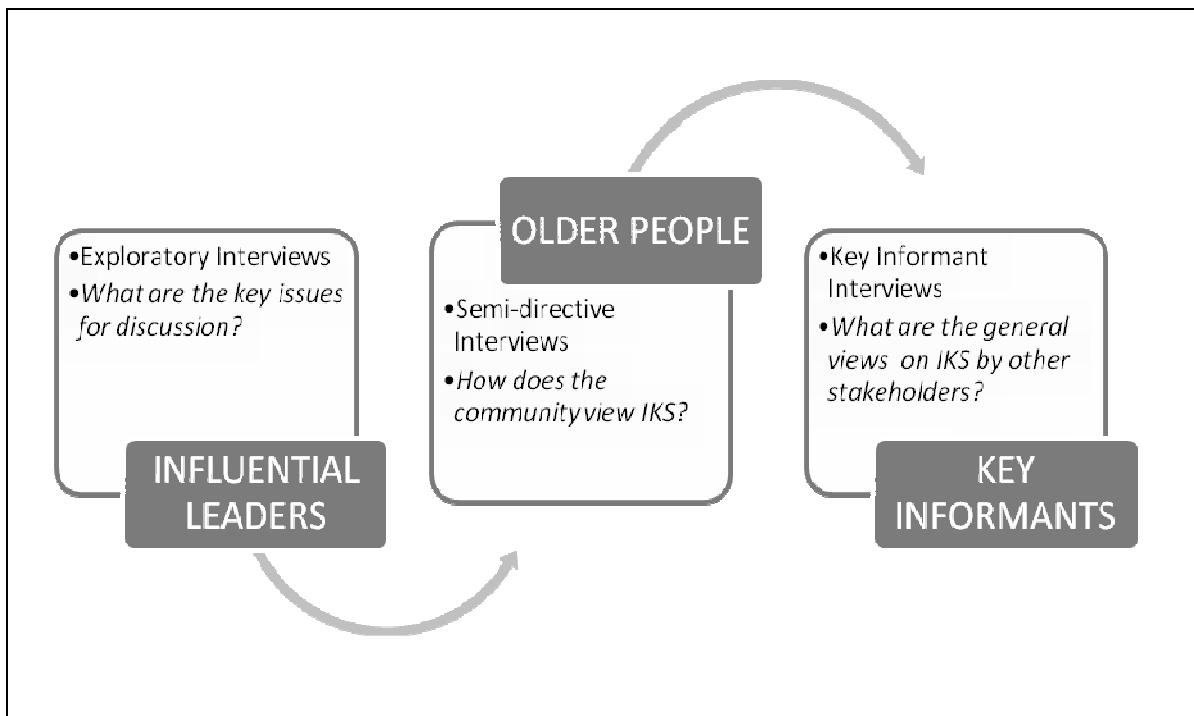 •Exploratory Interviews
•What are the key issues
for discussion?
INFLUENTIAL
LEADERS
OLDER PEOPLE
•Semi-directive
Interviews
•How does the
community view IKS?
•Key Informant
Interviews
•What are the general
views on IKS by other
stakeholders?
KEY
INFORMANTS